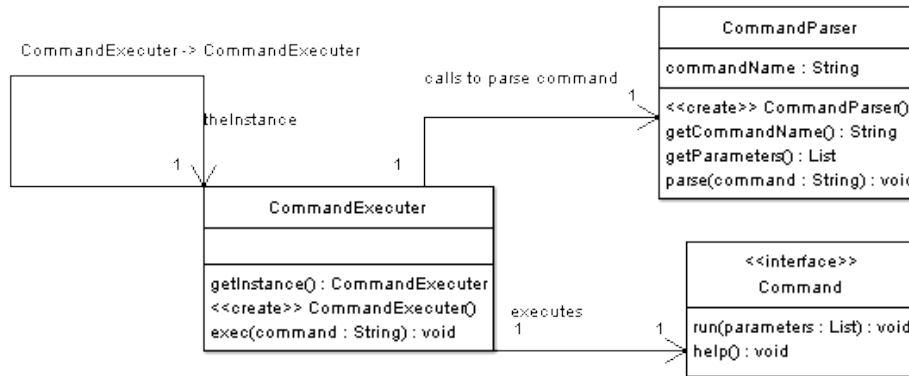 CommandExecuter -> CommandExecuter
theInstance
1
1
calls to parse command
1
CommandParser
commandName : String
<<create>> CommandParser()
getCommandName() : String
getParameters() : List
parse(command : String) : void
CommandExecuter
getInstance() : CommandExecuter
<<create>> CommandExecuter()
exec(command : String) : void
executes
1
1
<<interface>>
Command
run(parameters : List) : void
help() : void